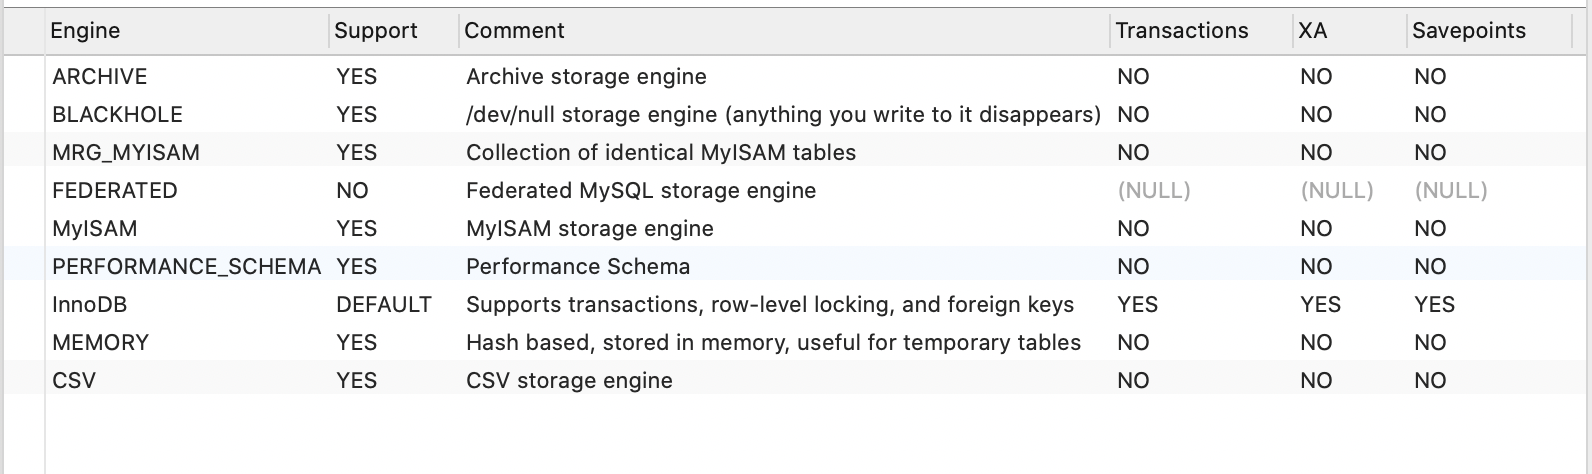 Engine Support Comment Transactions XA Savepoints
ARCHIVE YES Archive storage engine NO NO NO
BLACKHOLE YES /dev/null storage engine (anything you write to it disappears) NO NO NO
MRG_MYISAM YES Collection of identical MyISAM tables NO NO NO
FEDERATED NO Federated MySQL storage engine (NULL) (NULL) (NULL)
MyISAM YES MyISAM storage engine NO NO NO
PERFORMANCE_SCHEMA YES Performance Schema NO NO NO
InnoDB DEFAULT Supports transactions, row-level locking, and foreign keys YES YES YES
MEMORY YES Hash based, stored in memory, useful for temporary tables NO NO NO
CSV YES CSV storage engine NO NO NO